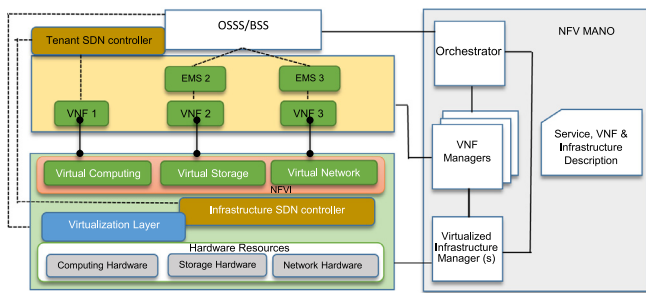 OSSS/BSS
NFV MANO
Tenant SDN controller
Orchestrator
EMS 2
EMS 3
VNF 1
VNF 2
VNF 3
VNF
Managers
Service, VNF &
Infrastructure
Description
Virtual Computing
Virtual Storage
Virtual Network
NFVI
Infrastructure SDN controller
Virtualization Layer
Virtualized
Infrastructure
Manager (s)
Hardware Resources
Computing Hardware
Storage Hardware
Network Hardware